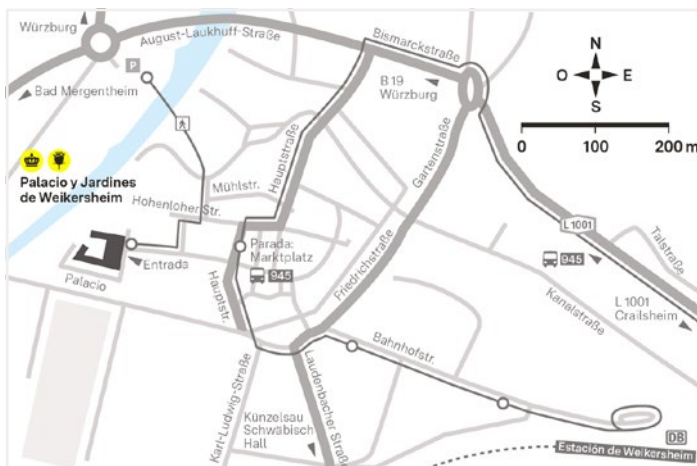 Würzburg
August-Laukhuff-Straße
Bismarckstraße
P
Bad Mergentheim
B 19
Würzburg
N
O E
S
0 100 200 m
Palacio y Jardines
de Weikersheim
Hauptstraße
Gartenstraße
Mühlstr.
Hohenloher Str.
L 1001
Talstraße
Parada:
Marktplatz
945
Entrada
Palacio
Hauptstr.
Friedrichstraße
945
Kanalstraße
L 1001
Crailsheim
Bahnhofstr.
Karl-Ludwig-Straße
Laudenbacher Straße
Künzelsau
Schwäbisch
Hall
DB
Estación de Weikersheim